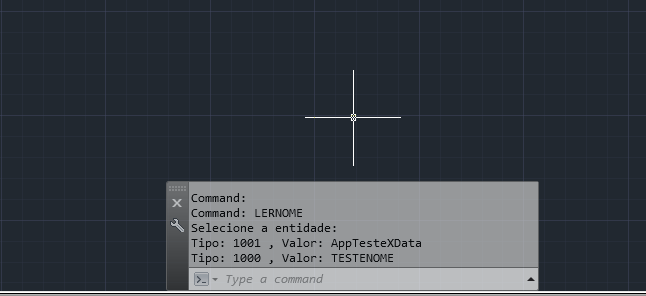 Command:
Command: LERNOME
Selecione a entidade:
Tipo: 1001 , Valor: AppTesteXData
Tipo: 1000 , Valor: TESTENOME
Type a command